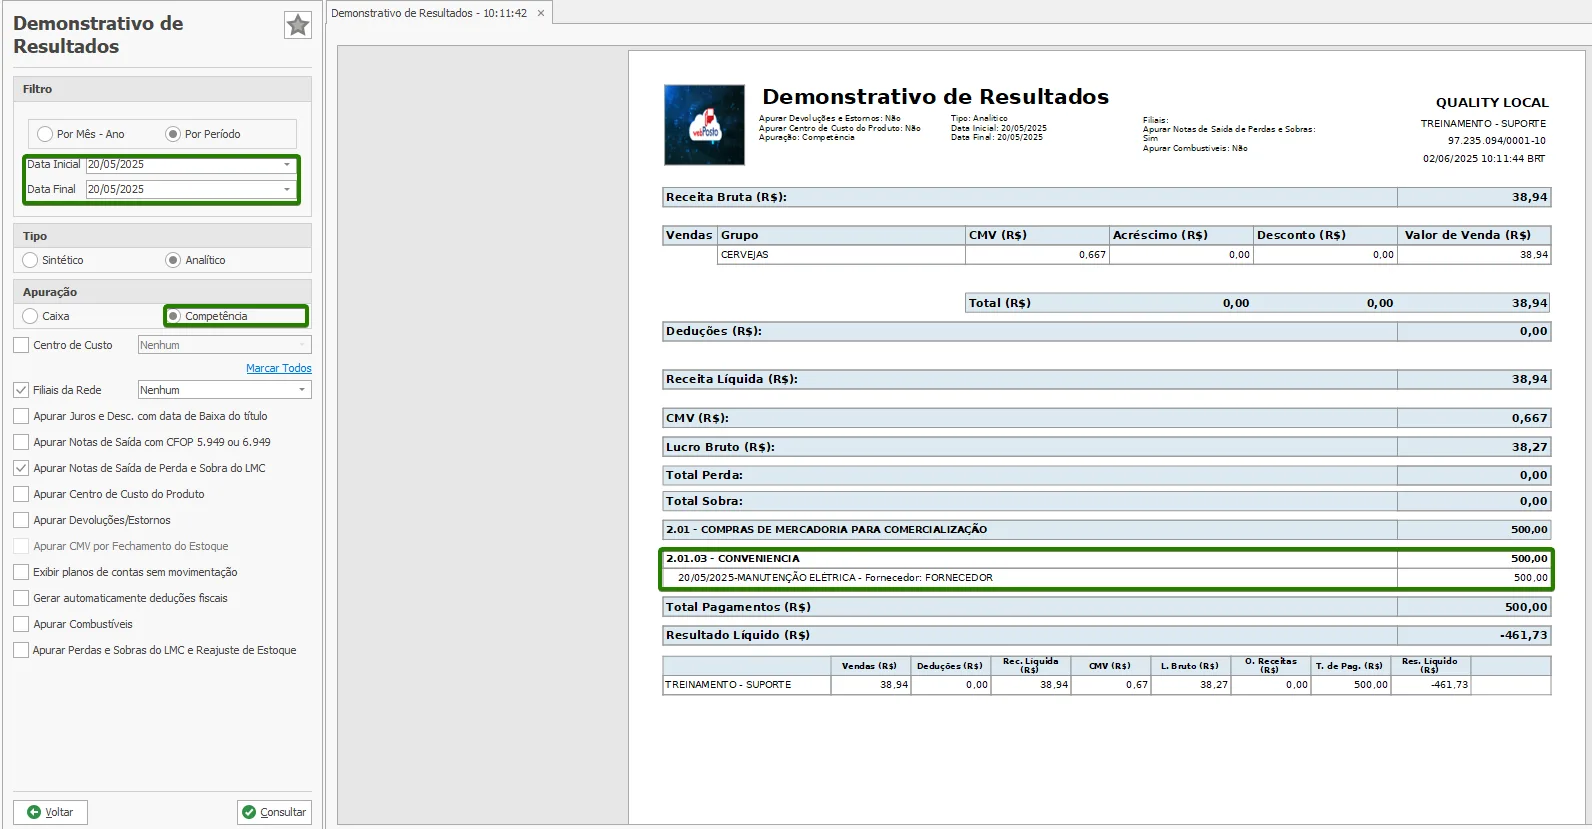 Demonstrativo de Resultados
Filtro
Por Mês - Ano
Por Período
Data Inicial 20/05/2025
Data Final 20/05/2025
Tipo
Sintético
Analítico
Apuração
Caixa
Competência
Centro de Custo
Nenhum
Marcar Todos
Filiais da Rede
Nenhum
Apurar Juros e Desc. com data de Baixa do título
Apurar Notas de Saída com CFOP 5.949 ou 6.949
Apurar Notas de Saída de Perda e Sobra do LMC
Apurar Centro de Custo do Produto
Apurar Devoluções/Estornos
Apurar CMV por Fechamento do Estoque
Exibir planos de contas sem movimentação
Gerar automaticamente deduções fiscais
Apurar Combustíveis
Apurar Perdas e Sobras do LMC e Reajuste de Estoque
Voltar
Consultar
Demonstrativo de Resultados - 10:11:42
webPosto
Demonstrativo de Resultados
Apurar Devoluções e Estornos: Não
Apurar Centro de Custo do Produto: Não
Apuração: Competência
Tipo: Analítico
Data Inicial: 20/05/2025
Data Final: 20/05/2025
Filiais:
Apurar Notas de Saída de Perdas e Sobras:
Sim
Apurar Combustíveis: Não
QUALITY LOCAL
TREINAMENTO - SUPORTE
97.235.094/0001-10
02/06/2025 10:11:44 BRT
Receita Bruta (R$): 38,94
Vendas Grupo CMV (R$) Acréscimo (R$) Desconto (R$) Valor de Venda (R$)
CERVEJAS 0,667 0,00 0,00 38,94
Total (R$) 0,00 0,00 38,94
Deduções (R$): 0,00
Receita Líquida (R$): 38,94
CMV (R$): 0,667
Lucro Bruto (R$): 38,27
Total Perda: 0,00
Total Sobra: 0,00
2.01 - COMPRAS DE MERCADORIA PARA COMERCIALIZAÇÃO 500,00
2.01.03 - CONVENIENCIA 500,00
20/05/2025-MANUTENÇÃO ELÉTRICA - Fornecedor: FORNECEDOR 500,00
Total Pagamentos (R$) 500,00
Resultado Líquido (R$) -461,73
Vendas (R$) Deduções (R$) Rec. Líquida (R$) CMV (R$) L. Bruto (R$) O. Receitas (R$) T. de Pag. (R$) Res. Líquido (R$)
TREINAMENTO - SUPORTE 38,94 0,00 38,94 0,67 38,27 0,00 500,00 -461,73